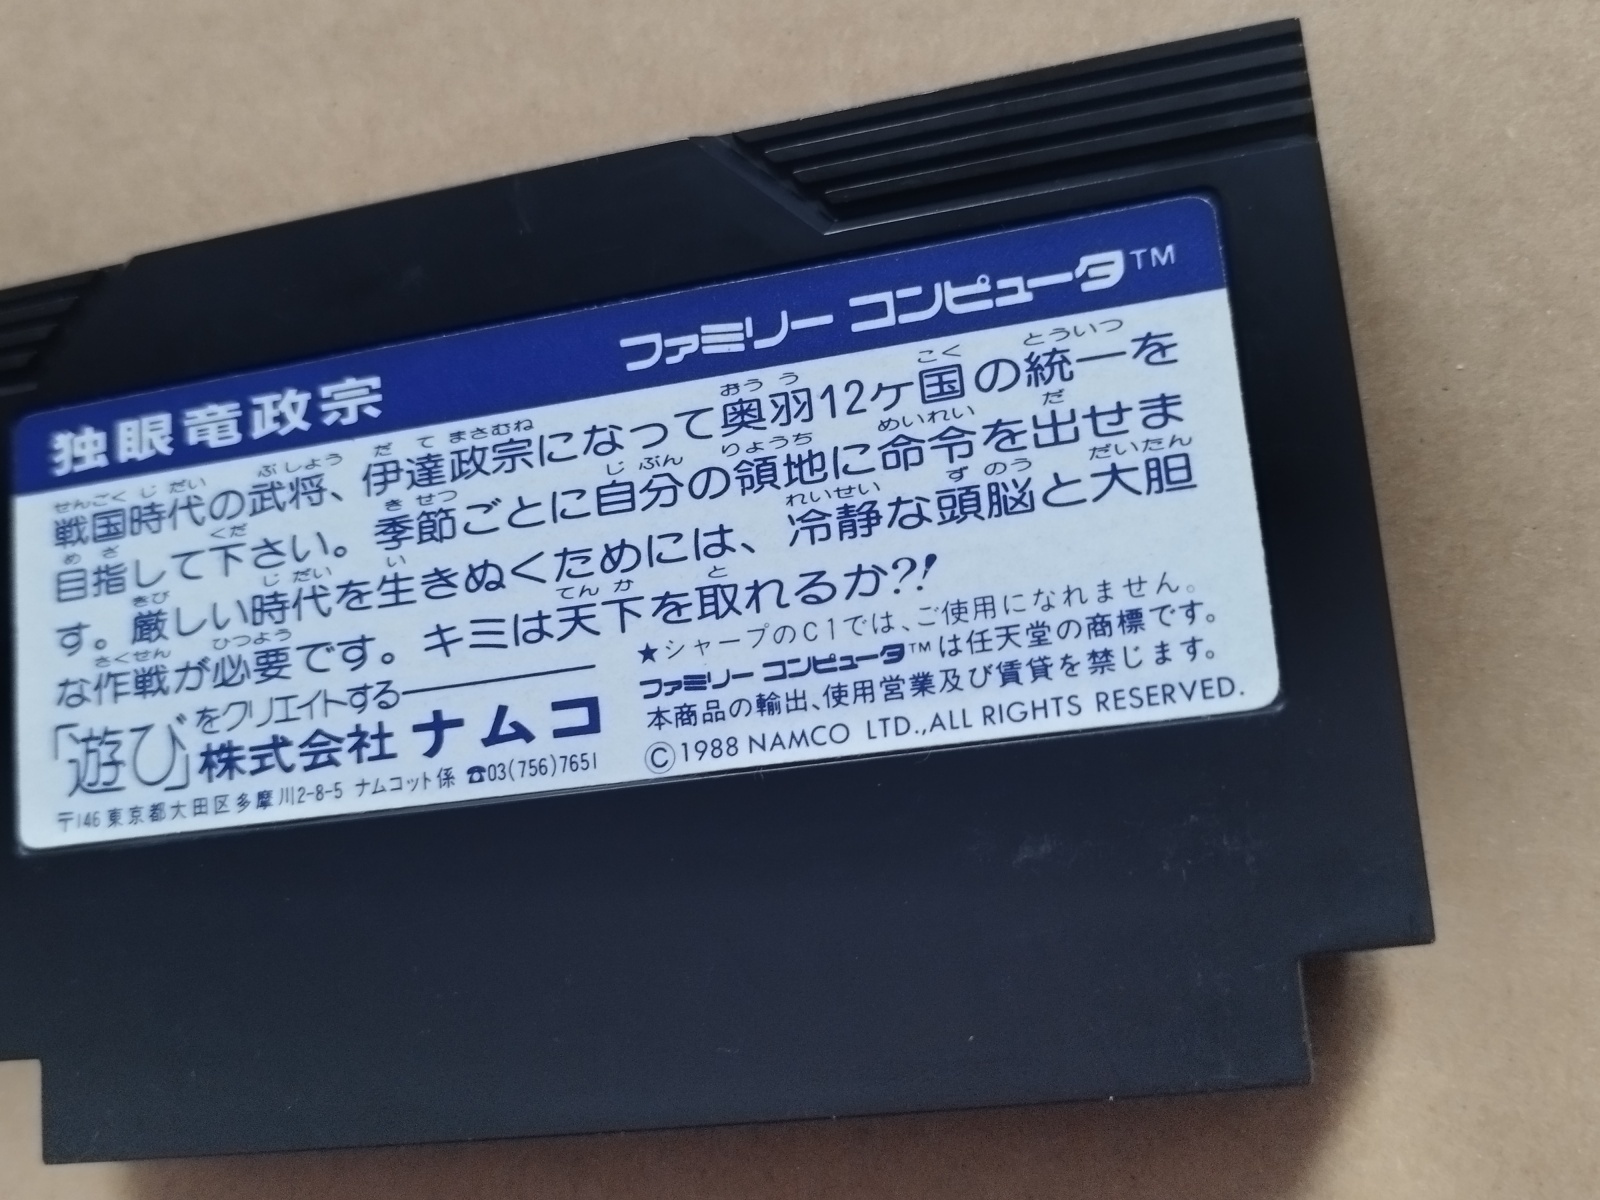 独眼竜政宗
ファミリー コンピュータ™
戦国時代の武将、伊達政宗になって奥羽12ケ国の統一を
目指して下さい。季節ごとに自分の領地に命令を出せま
す。厳しい時代を生きぬくためには、冷静な頭脳と大胆
な作戦が必要です。キミは天下を取れるか?!
「遊び」をクリエイトする
株式会社ナムコ
〒146 東京都大田区多摩川2-8-5 ナムコット係 ☎03(756)7651
★シャープのC1では、ご使用になれません。
ファミリー コンピュータ™は任天堂の商標です。
本商品の輸出、使用営業及び賃貸を禁じます。
Ⓒ1988 NAMCO LTD.,ALL RIGHTS RESERVED.